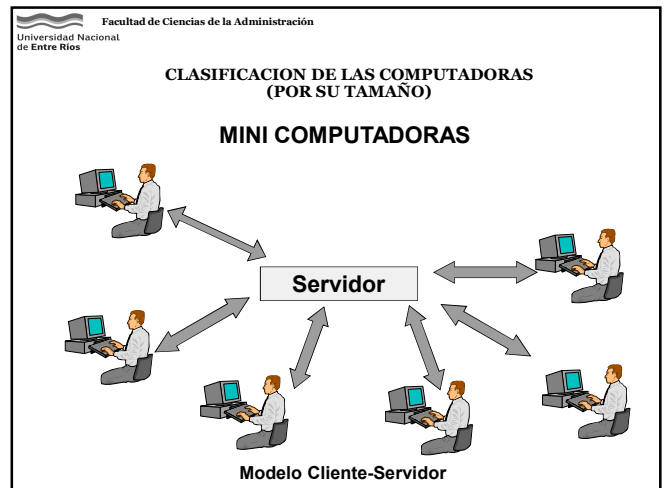 Facultad de Ciencias de la Administración
Universidad Nacional
de Entre Ríos
CLASIFICACION DE LAS COMPUTADORAS
(POR SU TAMAÑO)
MINI COMPUTADORAS
Servidor
Modelo Cliente-Servidor